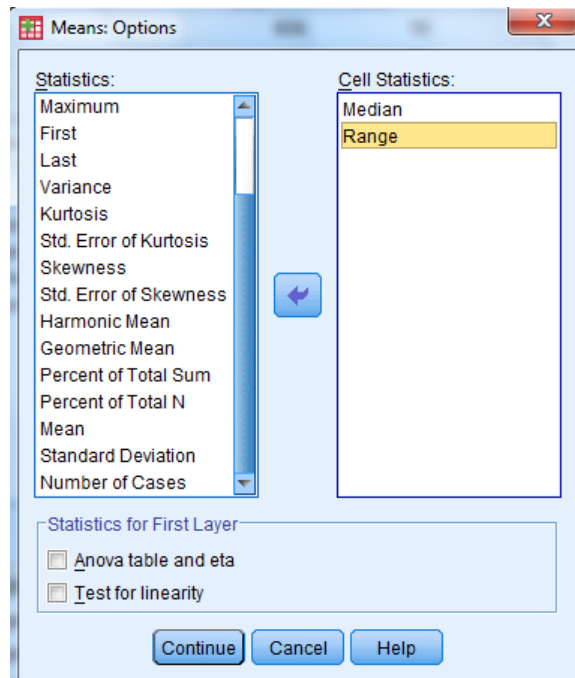 Means: Options
Statistics:
Maximum
First
Last
Variance
Kurtosis
Std. Error of Kurtosis
Skewness
Std. Error of Skewness
Harmonic Mean
Geometric Mean
Percent of Total Sum
Percent of Total N
Mean
Standard Deviation
Number of Cases
Cell Statistics:
Median
Range
Statistics for First Layer
Anova table and eta
Test for linearity
Continue Cancel Help